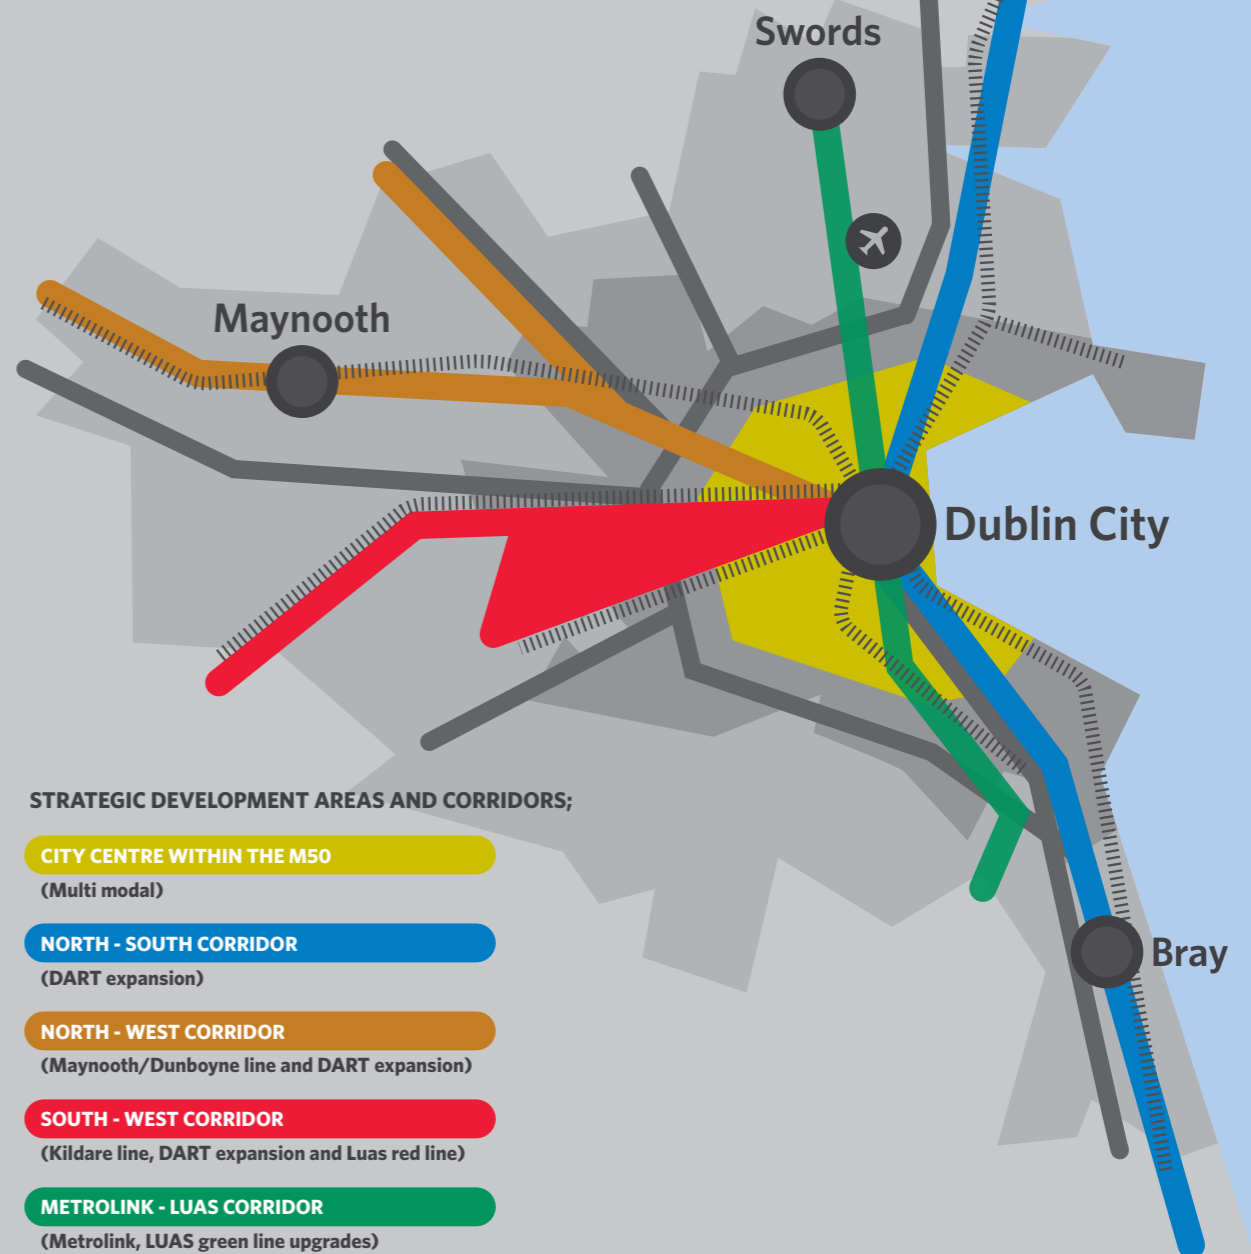 Swords
Maynooth
Dublin City
Bray
STRATEGIC DEVELOPMENT AREAS AND CORRIDORS;
CITY CENTRE WITHIN THE M50
(Multi modal)
NORTH - SOUTH CORRIDOR
(DART expansion)
NORTH - WEST CORRIDOR
(Maynooth/Dunboyne line and DART expansion)
SOUTH - WEST CORRIDOR
(Kildare line, DART expansion and Luas red line)
METROLINK - LUAS CORRIDOR
(Metrolink, LUAS green line upgrades)